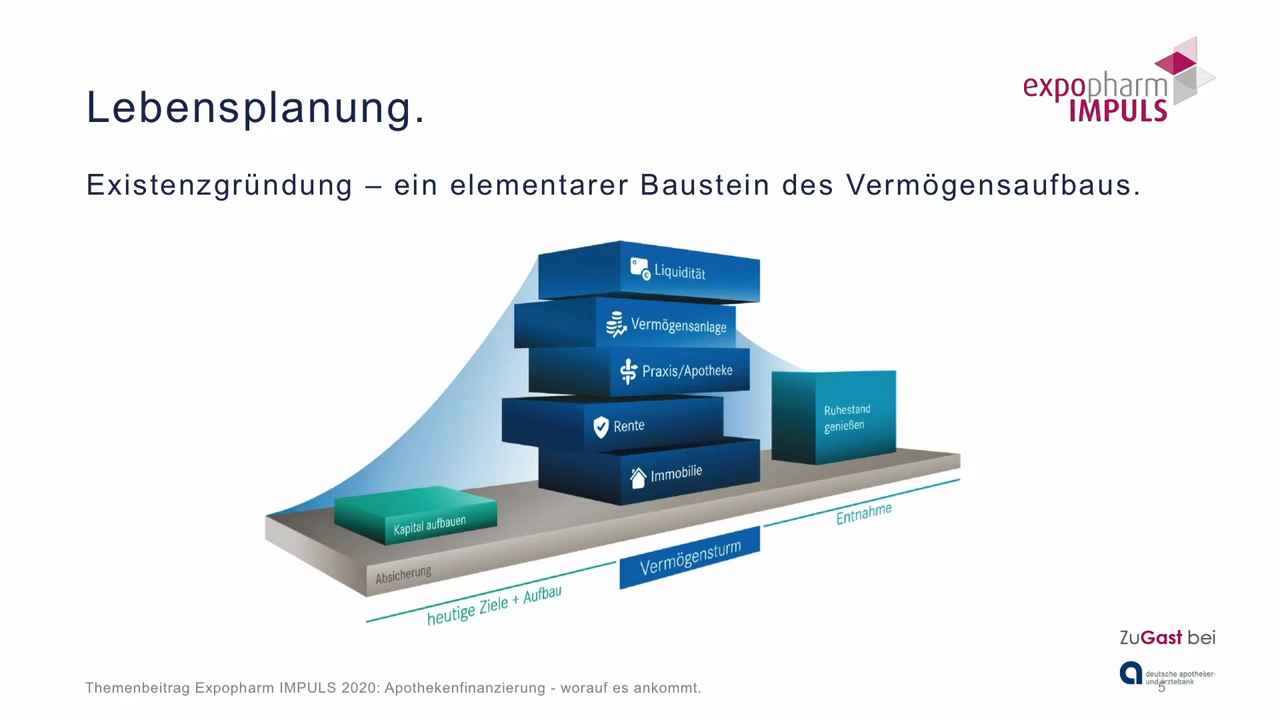 expopharm
IMPULS
Lebensplanung.
Existenzgründung – ein elementarer Baustein des Vermögensaufbaus.
Liquidität
Vermögensanlage
Praxis/Apotheke
Rente
Immobilie
Ruhestand
genießen
Kapital aufbauen
Absicherung
heutige Ziele + Aufbau
Vermögensturm
Entnahme
ZuGast bei
deutsche apotheker-
und ärztebank
Themenbeitrag Expopharm IMPULS 2020: Apothekenfinanzierung - worauf es ankommt.
5